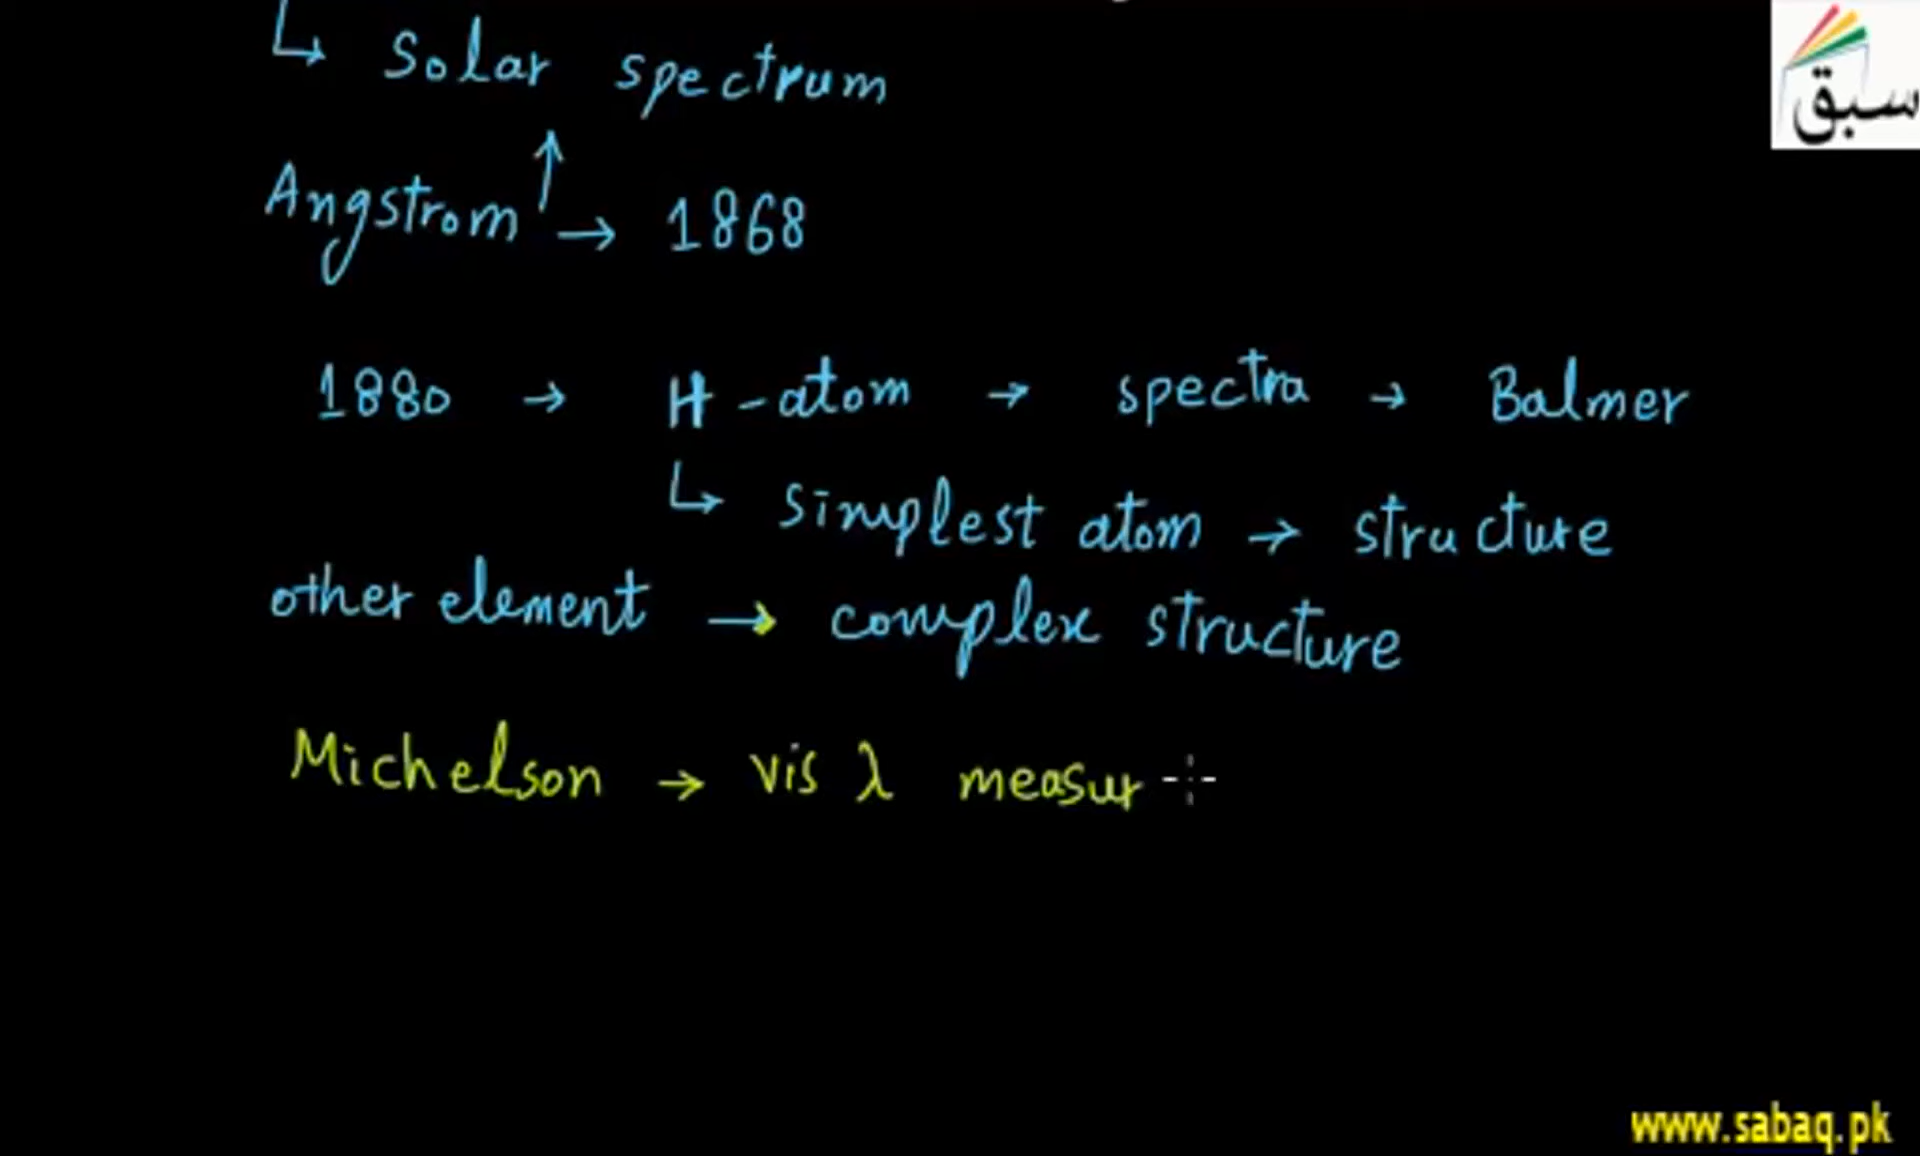 ↳ Solar spectrum
سبق
↑
Angstrom → 1868
1880 → H-atom → spectra → Balmer
↳ simplest atom → structure
other element → complex structure
Michelson → vis λ measur
www.sabaq.pk